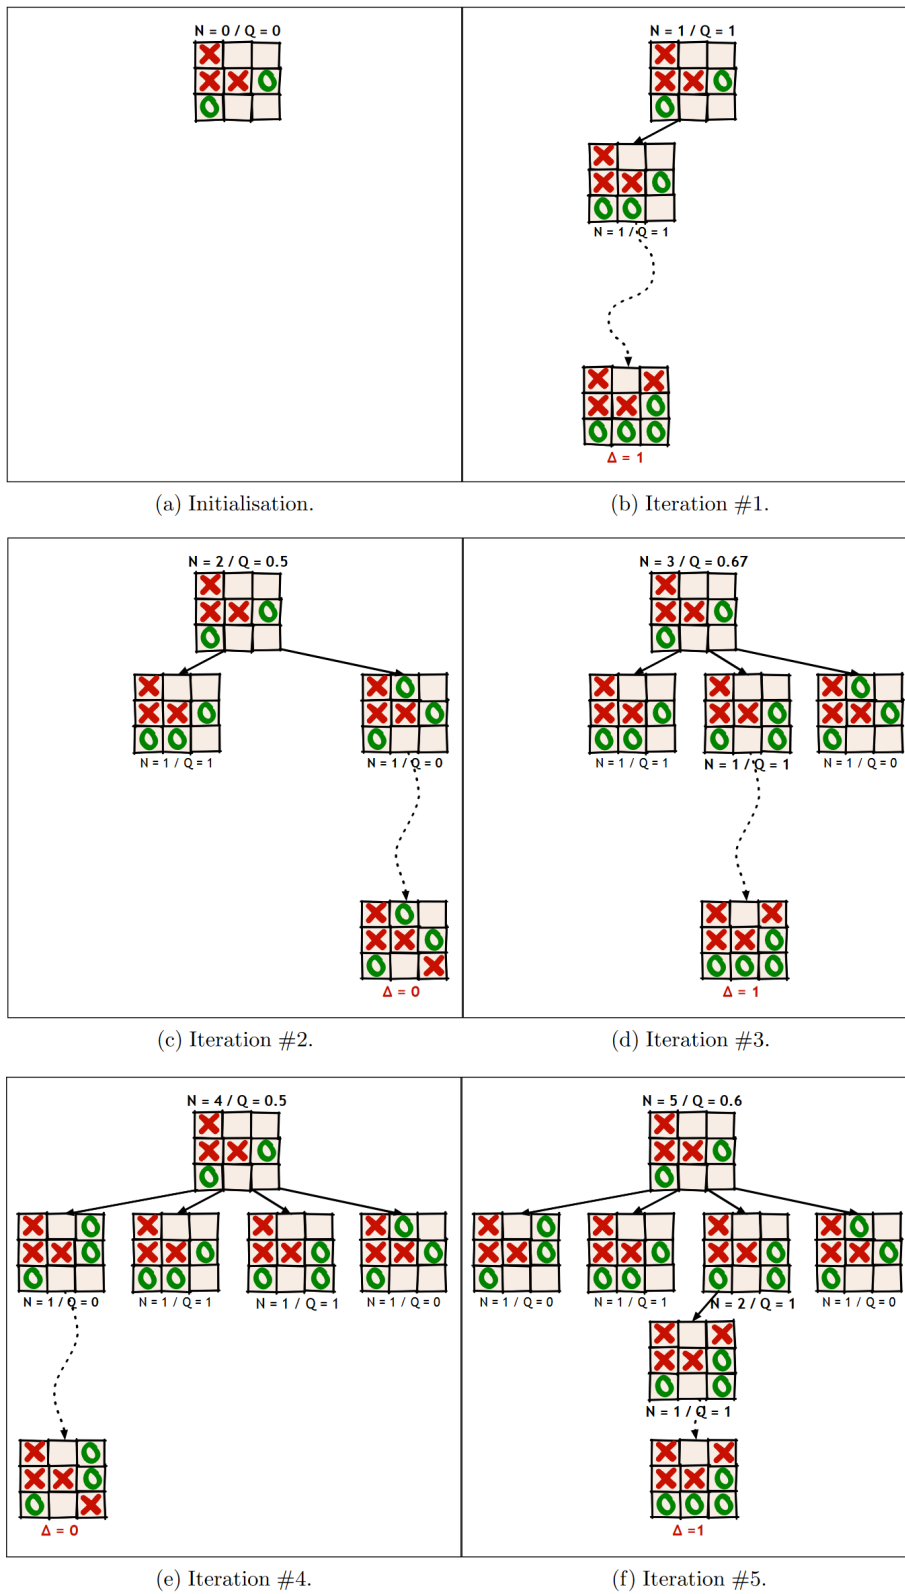 N = 0 / Q = 0
N = 1 / Q = 1
N = 1 / Q = 1
Δ = 1
(a) Initialisation.
(b) Iteration #1.
N = 2 / Q = 0.5
N = 1 / Q = 1
N = 1 / Q = 0
Δ = 0
N = 3 / Q = 0.67
N = 1 / Q = 1
N = 1 / Q = 1
N = 1 / Q = 0
Δ = 1
(c) Iteration #2.
(d) Iteration #3.
N = 4 / Q = 0.5
N = 1 / Q = 0
N = 1 / Q = 1
N = 1 / Q = 1
N = 1 / Q = 0
Δ = 0
N = 5 / Q = 0.6
N = 1 / Q = 0
N = 1 / Q = 1
N = 2 / Q = 1
N = 1 / Q = 0
N = 1 / Q = 1
Δ =1
(e) Iteration #4.
(f) Iteration #5.